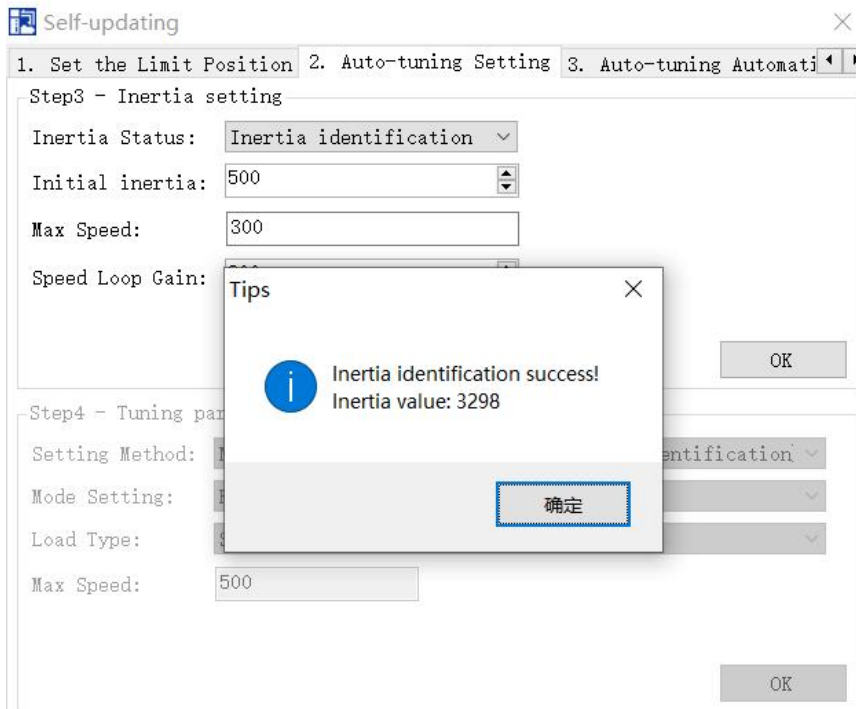 Self-updating
1. Set the Limit Position 2. Auto-tuning Setting 3. Auto-tuning Automati
Step3 - Inertia setting
Inertia Status: Inertia identification
Initial inertia: 500
Max Speed: 300
Speed Loop Gain:
Tips
Inertia identification success!
Inertia value: 3298
确定
OK
Step4 - Tuning par
Setting Method: entification
Mode Setting:
Load Type:
Max Speed: 500
OK